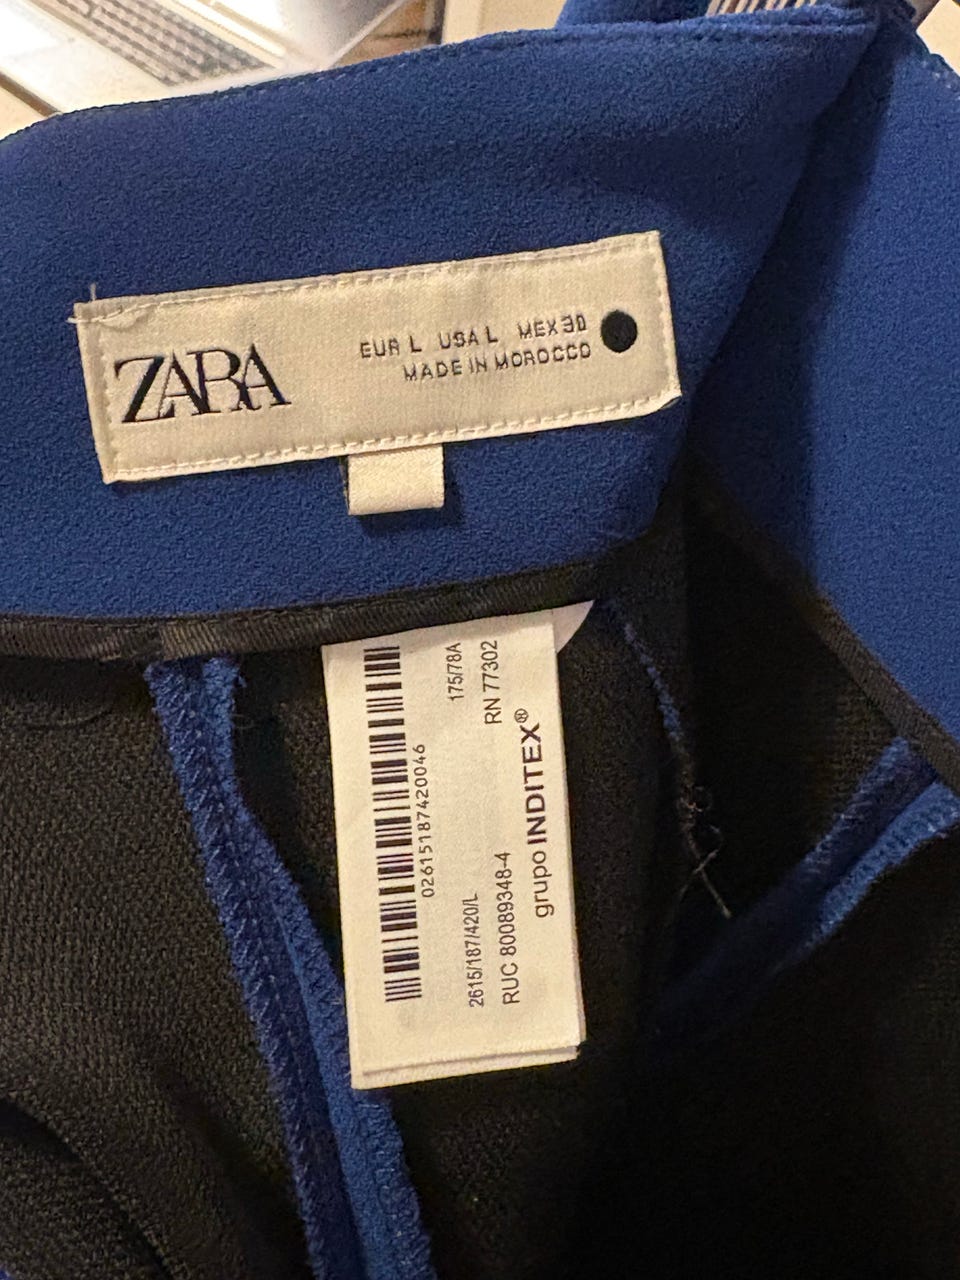 ZARA
EUR L USA L MEX 30
MADE IN MOROCCO
02615187420046
2615/187/420/L 175/78A
RUC 80089348-4 RN 77302
grupo INDITEX®